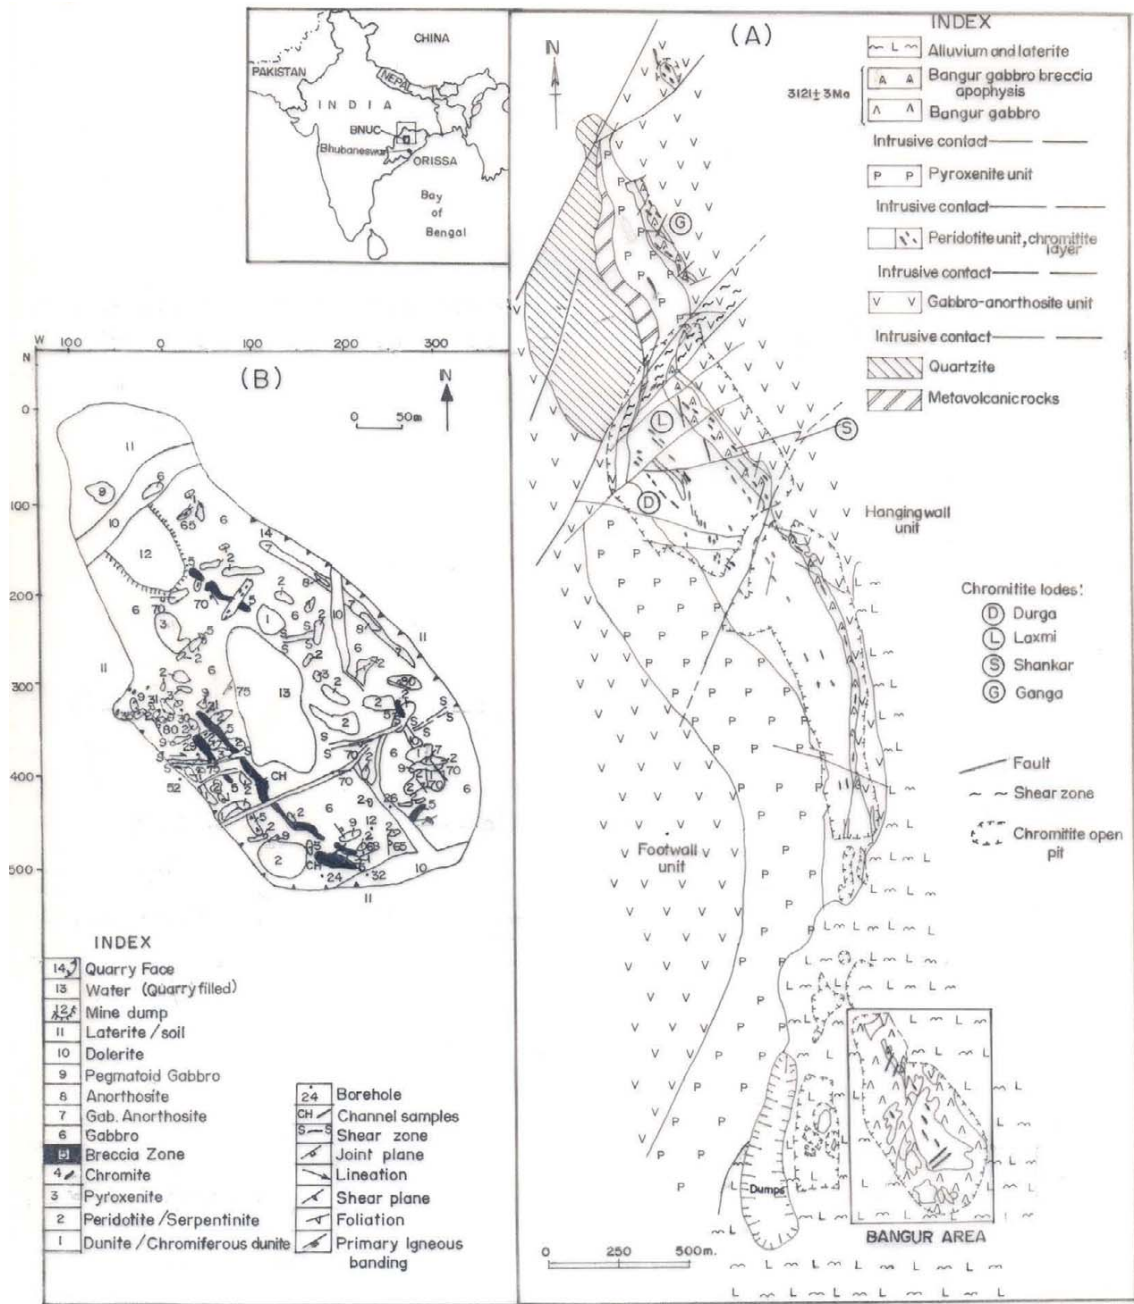 CHINA
PAKISTAN
NEPAL
INDIA
BNUC
Bhubaneswar
ORISSA
Bay
of
Bengal
(A)
N
INDEX
Alluvium and laterite
3121±3Ma
Bangur gabbro breccia
apophysis
Bangur gabbro
Intrusive contact
Pyroxenite unit
Intrusive contact
Peridotite unit, chromitite
layer
Intrusive contact
Gabbro-anorthosite unit
Intrusive contact
Quartzite
Metavolcanic rocks
G
L
S
D
Hanging wall
unit
Chromitite lodes:
D Durga
L Laxmi
S Shankar
G Ganga
Fault
Shear zone
Chromitite open
pit
Footwall
unit
Dumps
BANGUR AREA
0 250 500m.
(B)
N
0 50m
W 100 0 100 200 300
N
0
100
200
300
400
500
INDEX
14 Quarry Face
13 Water (Quarry filled)
12 Mine dump
11 Laterite/soil
10 Dolerite
9 Pegmatoid Gabbro
8 Anorthosite
7 Gab. Anorthosite
6 Gabbro
5 Breccia Zone
4 Chromite
3 Pyroxenite
2 Peridotite/Serpentinite
1 Dunite/Chromiferous dunite
24 Borehole
CH Channel samples
S S Shear zone
Joint plane
Lineation
Shear plane
Foliation
Primary Igneous
banding